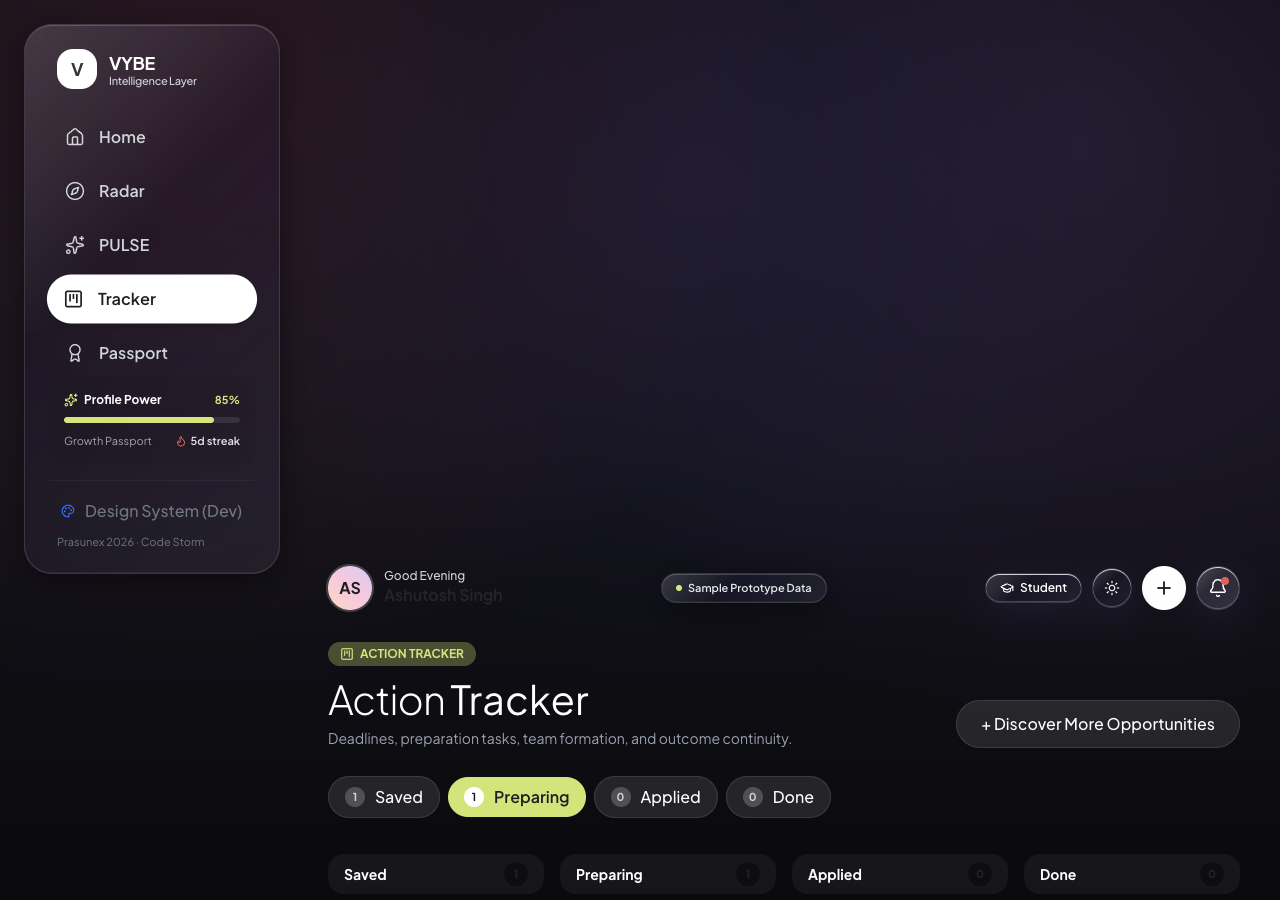 V
VYBE
Intelligence Layer
Home
Radar
PULSE
Tracker
Passport
Profile Power 85%
Growth Passport 5d streak
Design System (Dev)
Prasunex 2026 · Code Storm
AS
Good Evening
Ashutosh Singh
Sample Prototype Data
Student
ACTION TRACKER
Action Tracker
Deadlines, preparation tasks, team formation, and outcome continuity.
+ Discover More Opportunities
1 Saved
1 Preparing
0 Applied
0 Done
Saved 1
Preparing 1
Applied 0
Done 0